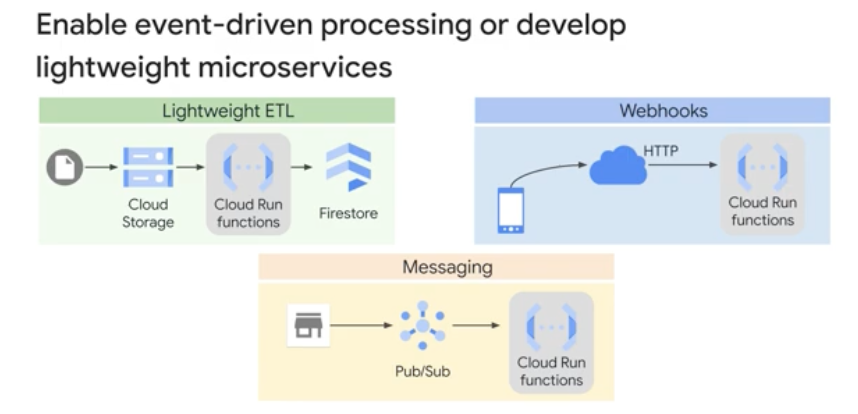 Enable event-driven processing or develop
lightweight microservices
Lightweight ETL
Cloud
Storage
Cloud Run
functions
Firestore
Webhooks
HTTP
Cloud Run
functions
Messaging
Pub/Sub
Cloud Run
functions